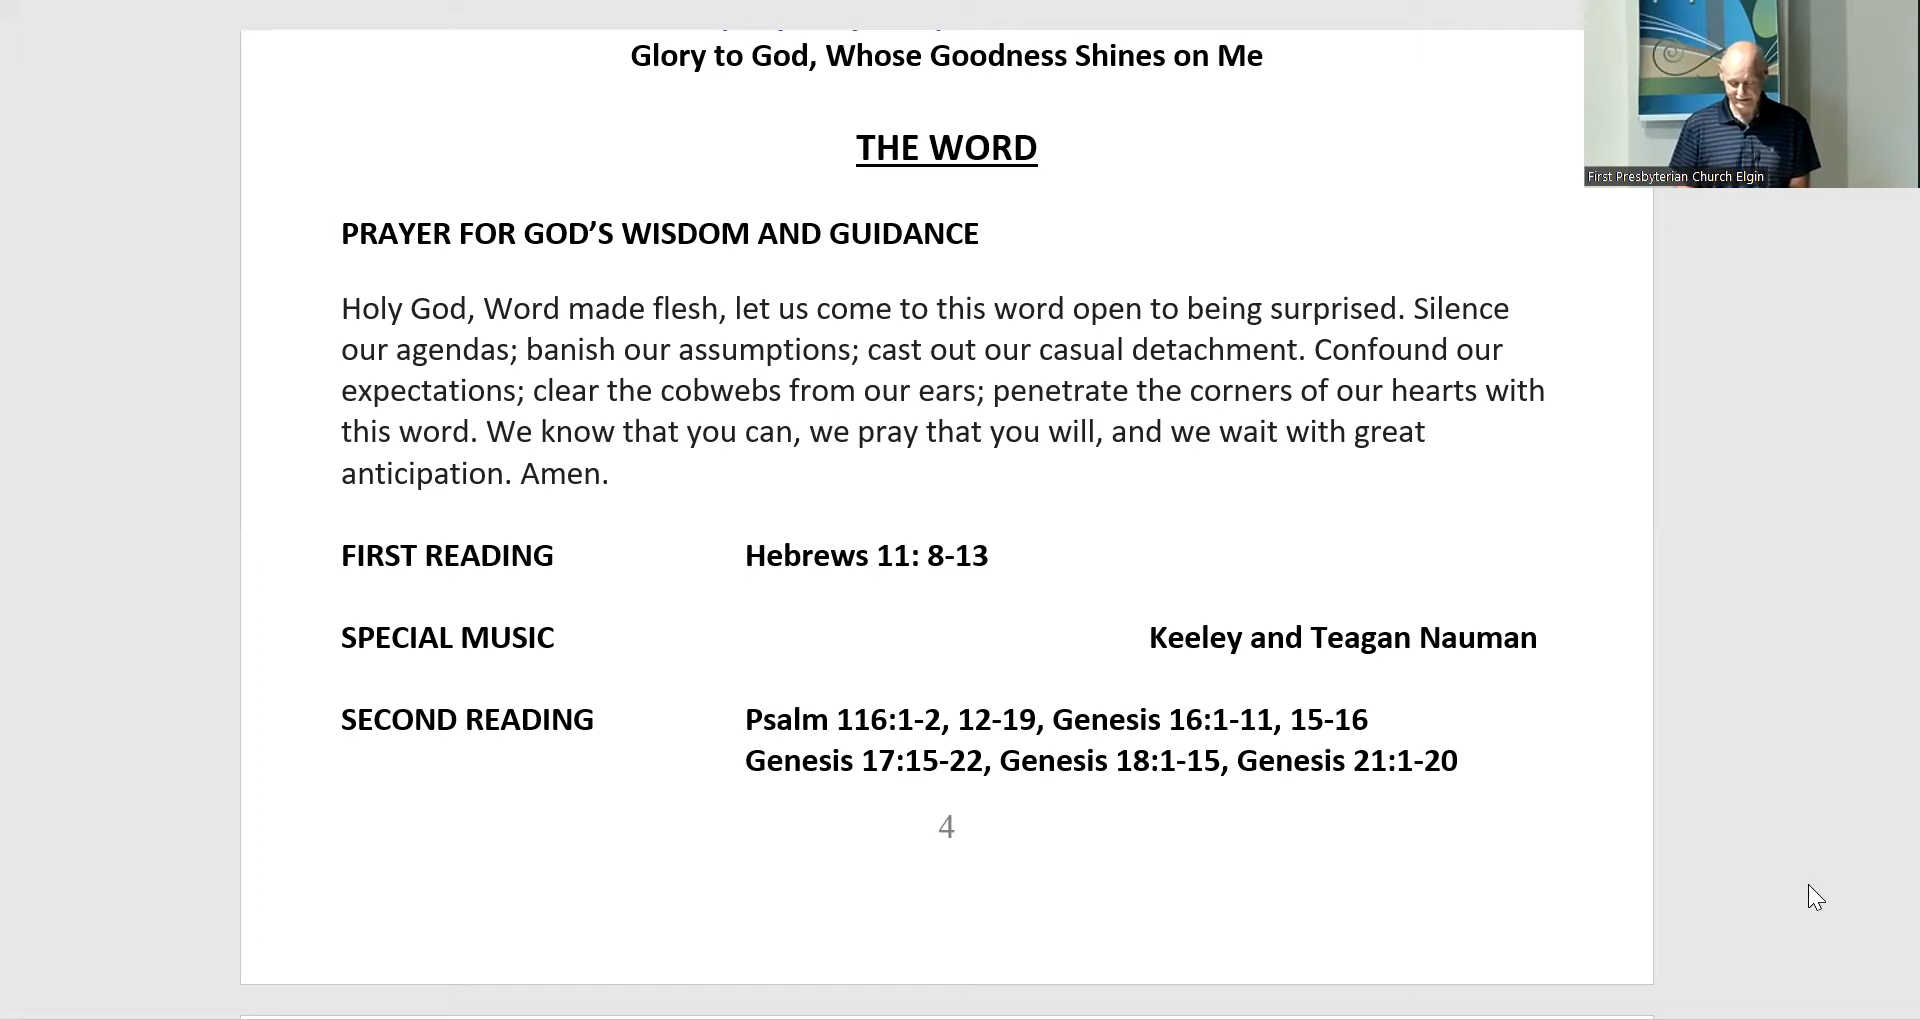 Glory to God, Whose Goodness Shines on Me
THE WORD
First Presbyterian Church Elgin
PRAYER FOR GOD’S WISDOM AND GUIDANCE
Holy God, Word made flesh, let us come to this word open to being surprised. Silence
our agendas; banish our assumptions; cast out our casual detachment. Confound our
expectations; clear the cobwebs from our ears; penetrate the corners of our hearts with
this word. We know that you can, we pray that you will, and we wait with great
anticipation. Amen.
FIRST READING Hebrews 11: 8-13
SPECIAL MUSIC Keeley and Teagan Nauman
SECOND READING Psalm 116:1-2, 12-19, Genesis 16:1-11, 15-16
Genesis 17:15-22, Genesis 18:1-15, Genesis 21:1-20
4